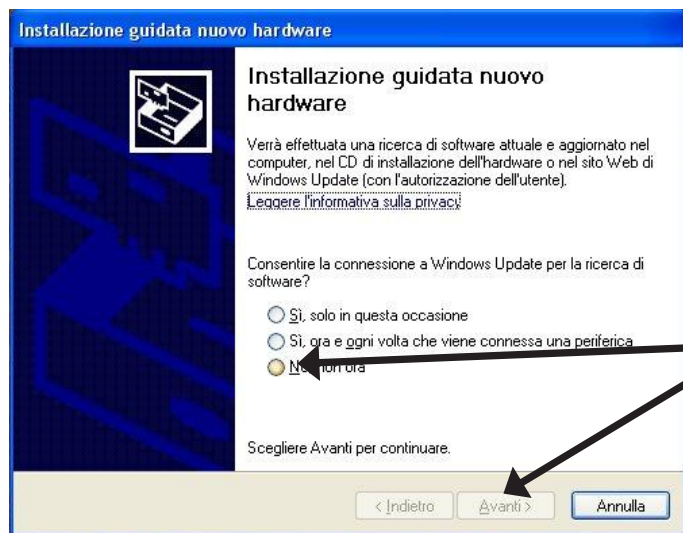 Installazione guidata nuovo hardware
Installazione guidata nuovo
hardware
Verrà effettuata una ricerca di software attuale e aggiornato nel
computer, nel CD di installazione dell'hardware o nel sito Web di
Windows Update (con l'autorizzazione dell'utente).
Leggere l'informativa sulla privacy
Consentire la connessione a Windows Update per la ricerca di
software?
Sì, solo in questa occasione
Sì, ora e ogni volta che viene connessa una periferica
non ora
Scegliere Avanti per continuare.
< Indietro
Avanti >
Annulla